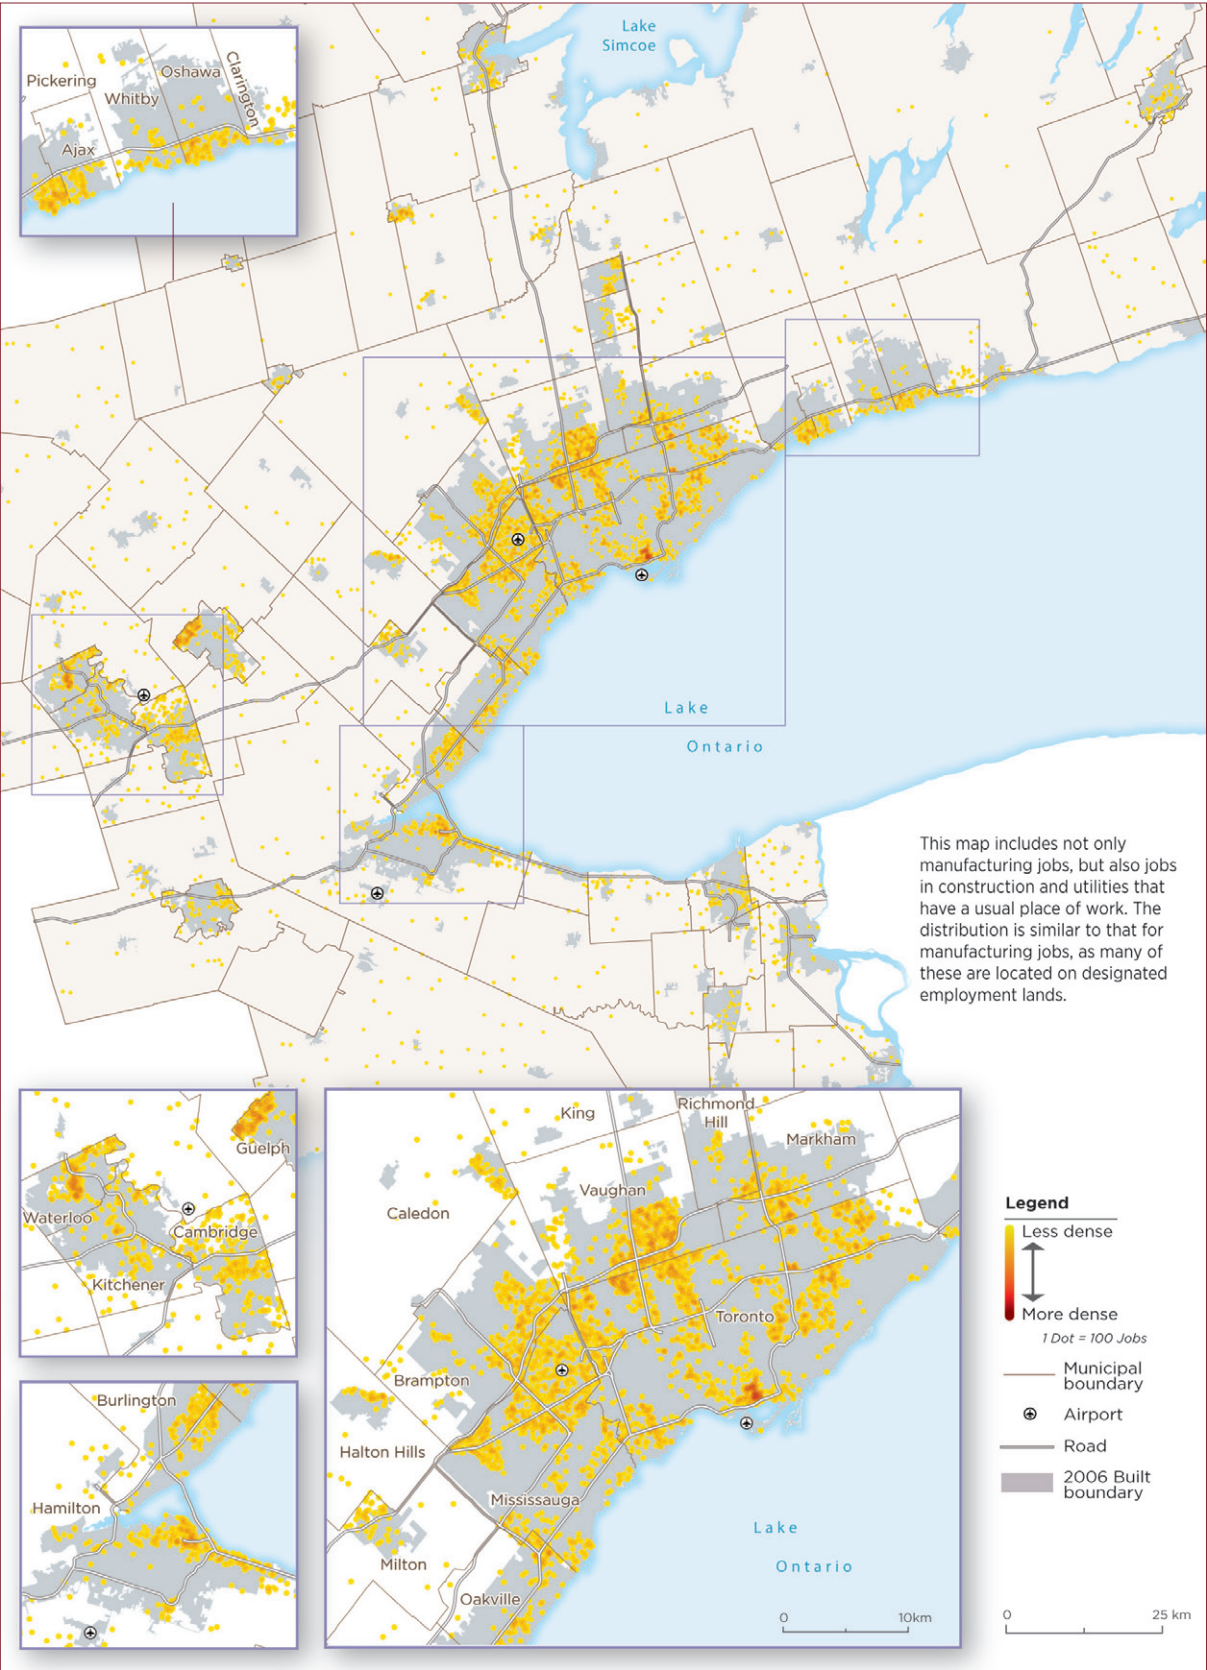 Lake
Simcoe
Pickering
Whitby
Oshawa
Clarington
Ajax
Lake
Ontario
This map includes not only
manufacturing jobs, but also jobs
in construction and utilities that
have a usual place of work. The
distribution is similar to that for
manufacturing jobs, as many of
these are located on designated
employment lands.
Guelph
Waterloo
Cambridge
Kitchener
Burlington
Hamilton
King
Richmond
Hill
Markham
Vaughan
Caledon
Toronto
Brampton
Halton Hills
Mississauga
Milton
Oakville
Lake
Ontario
0 10km
Legend
Less dense
More dense
1 Dot = 100 Jobs
Municipal
boundary
Airport
Road
2006 Built
boundary
0 25 km